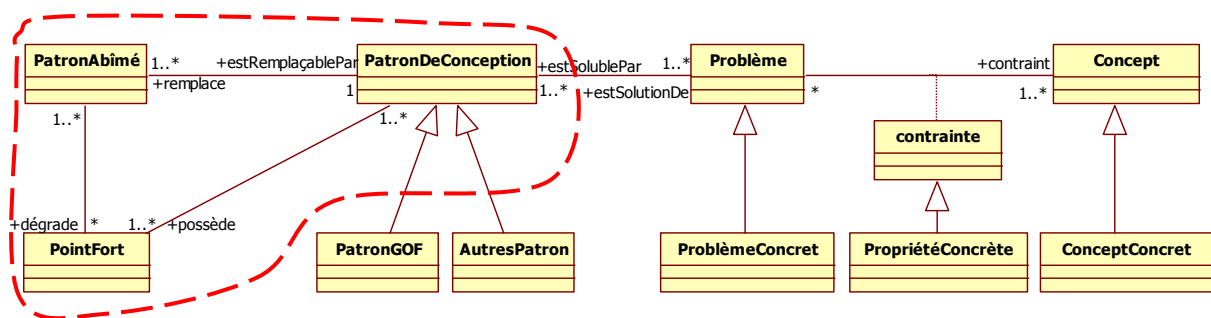 PatronAbîmé
1..*
+remplace
+estRemplaçablePar
1
PatronDeConception
+estSolublePar
1..*
1..*
+estSolutionDe
Problème
*
+contraint
1..*
Concept
1..*
1..*
contrainte
+dégrade
*
1..*
+possède
PointFort
PatronGOF
AutresPatron
ProblèmeConcret
PropriétéConcrète
ConceptConcret